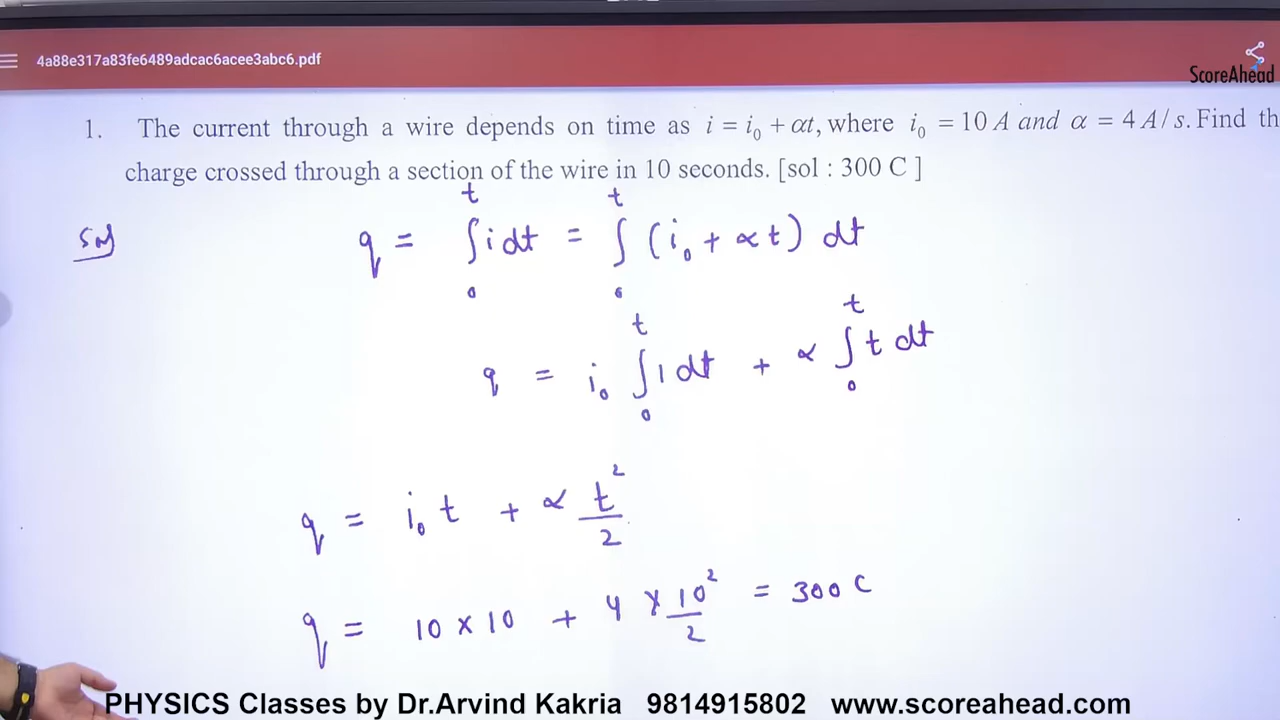 4a88e317a83fe6489adcac6acee3abc6.pdf
ScoreAhead
1. The current through a wire depends on time as i = i₀ + αt, where i₀ = 10 A and α = 4 A/s. Find th
charge crossed through a section of the wire in 10 seconds. [sol : 300 C ]
Sol
q = ∫₀ᵗ i dt = ∫₀ᵗ (i₀ + αt) dt
q = i₀ ∫₀ᵗ 1 dt + α ∫₀ᵗ t dt
q = i₀ t + α t²/2
q = 10 × 10 + 4 × 10²/2 = 300 C
PHYSICS Classes by Dr.Arvind Kakria 9814915802 www.scoreahead.com